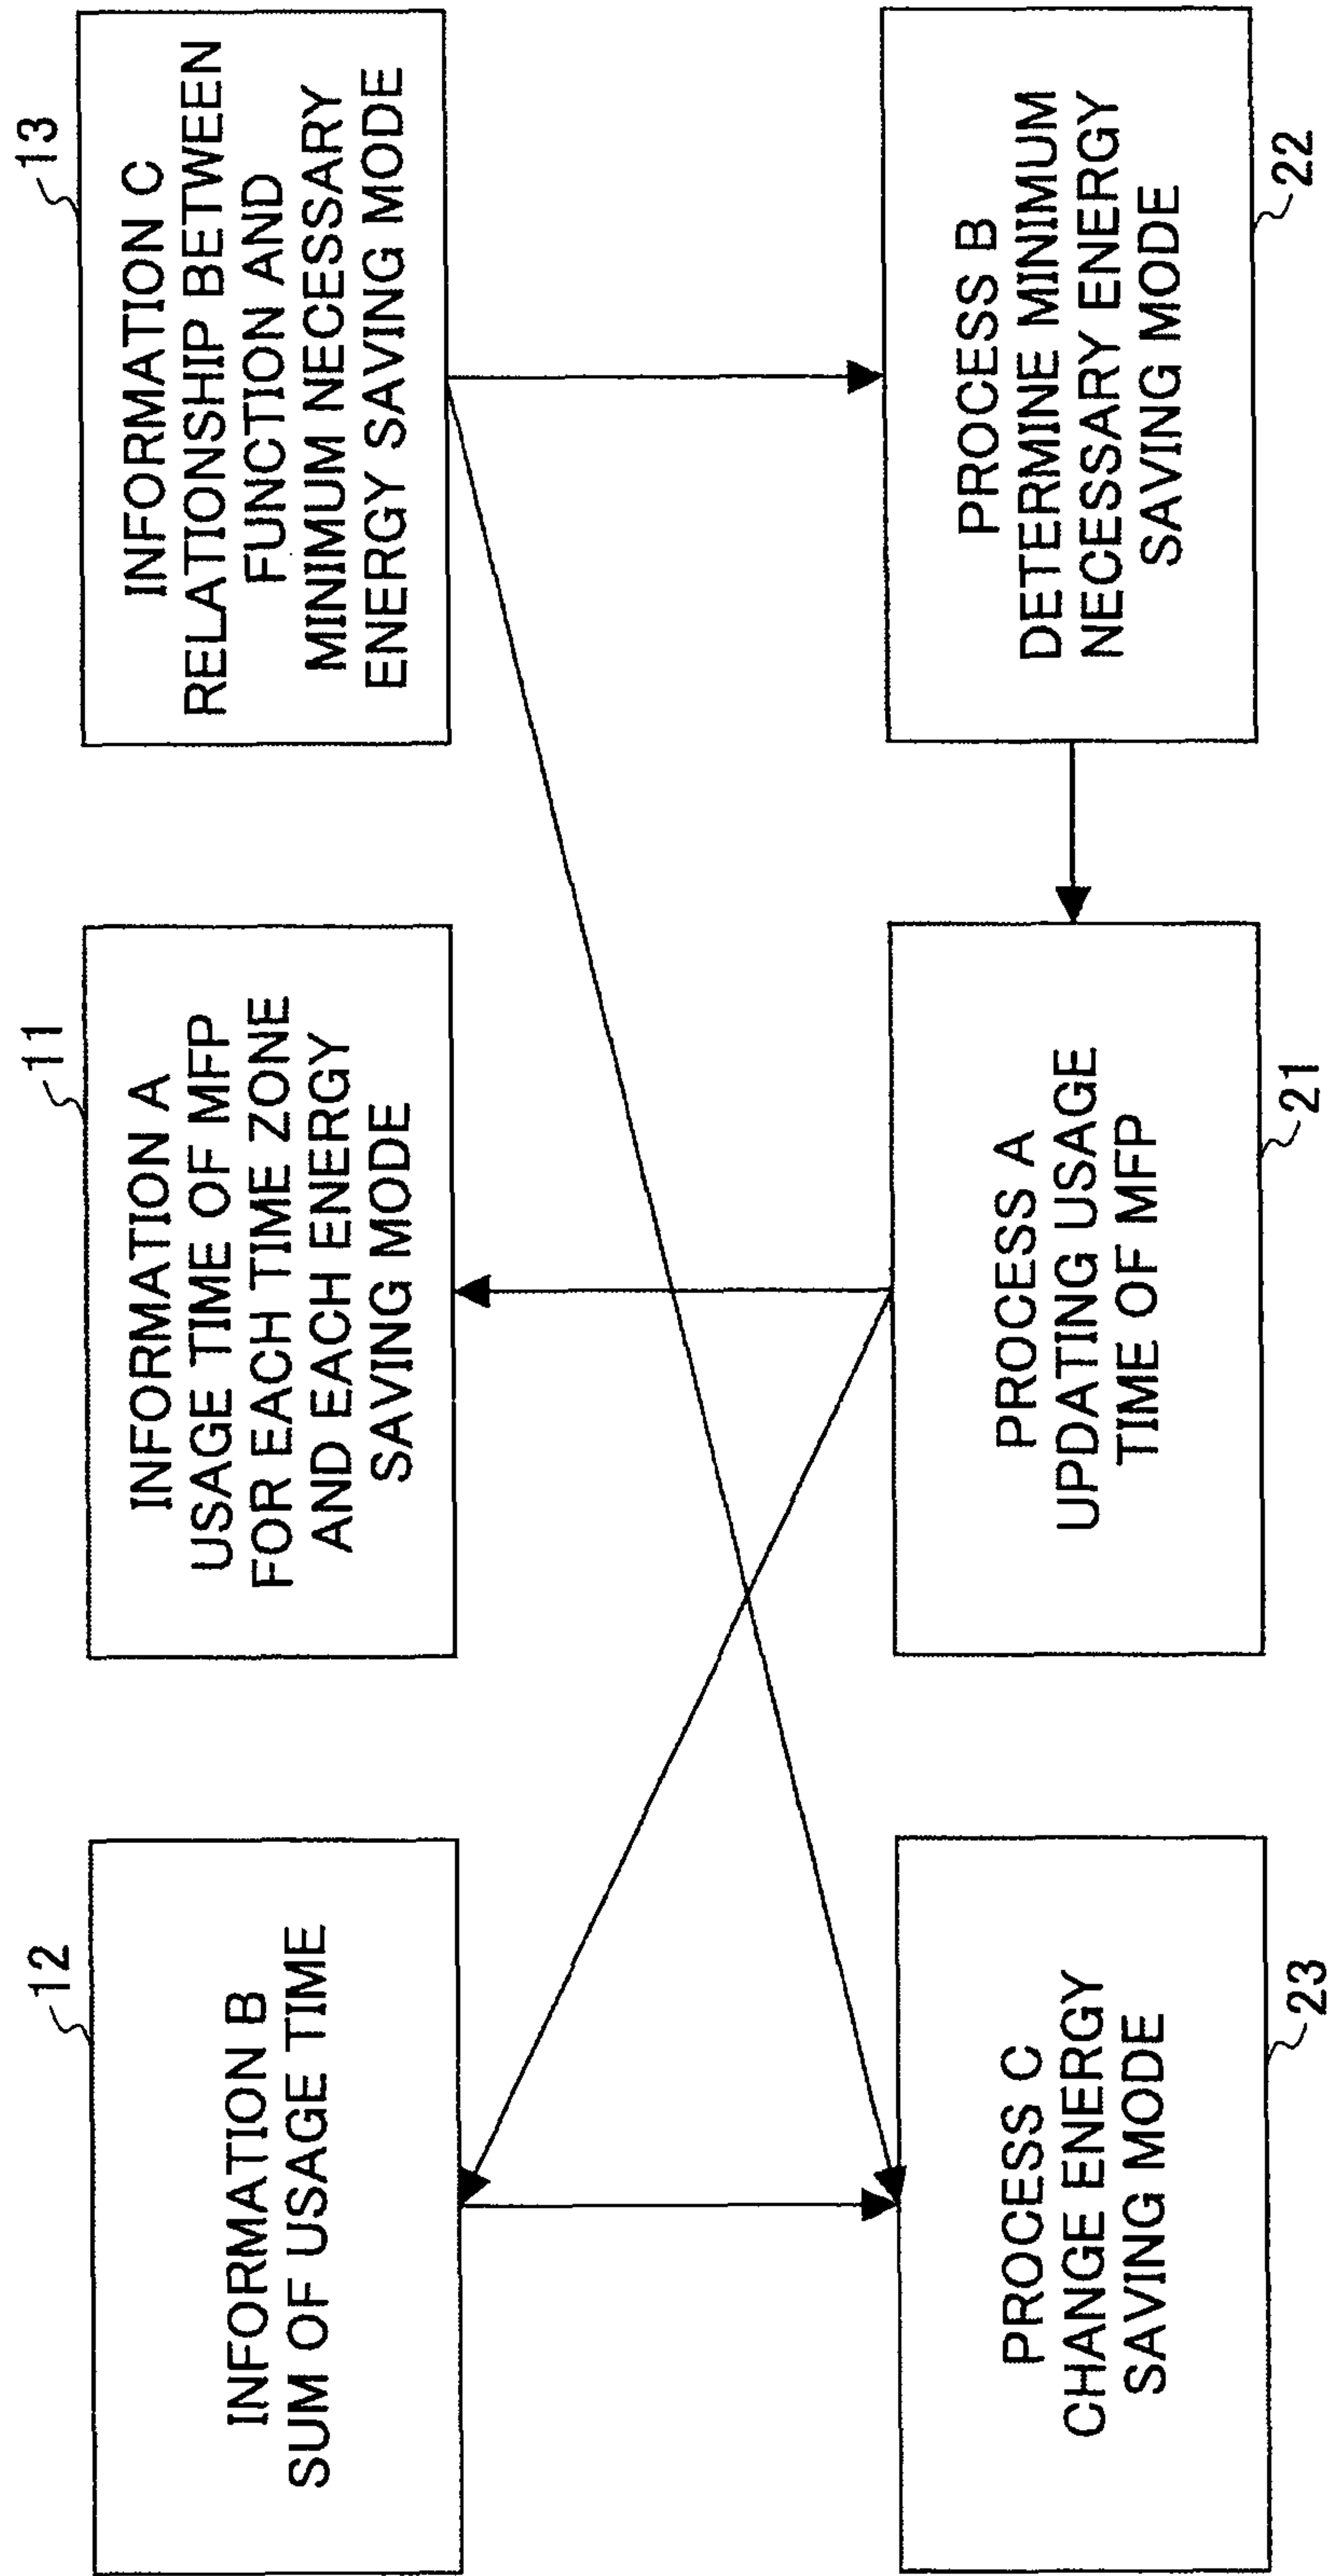 12
INFORMATION B
SUM OF USAGE TIME
11
INFORMATION A
USAGE TIME OF MFP
FOR EACH TIME ZONE
AND EACH ENERGY
SAVING MODE
13
INFORMATION C
RELATIONSHIP BETWEEN
FUNCTION AND
MINIMUM NECESSARY
ENERGY SAVING MODE
PROCESS C
CHANGE ENERGY
SAVING MODE
23
PROCESS A
UPDATING USAGE
TIME OF MFP
21
PROCESS B
DETERMINE MINIMUM
NECESSARY ENERGY
SAVING MODE
22